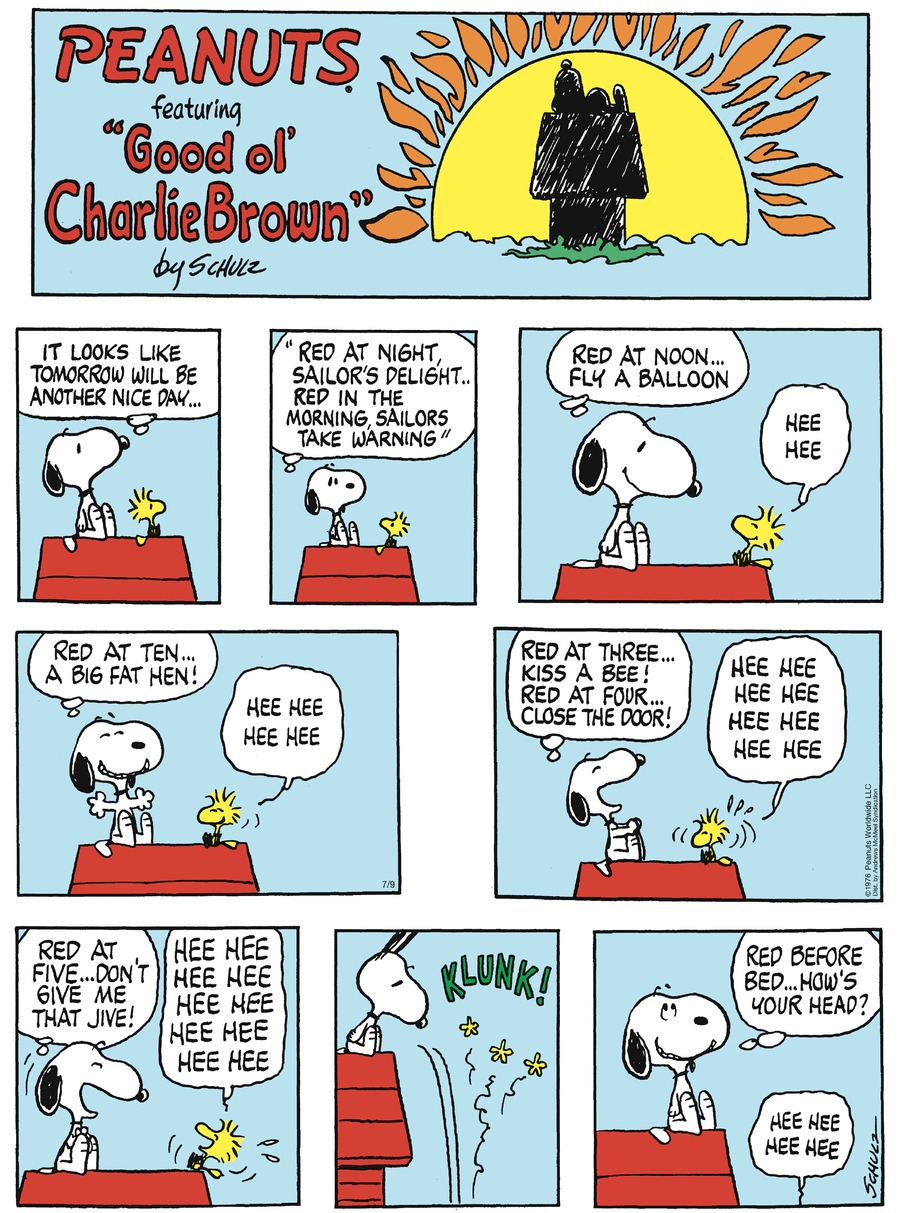 PEANUTS
featuring
"Good ol'
Charlie Brown"
by SCHULZ
IT LOOKS LIKE
TOMORROW WILL BE
ANOTHER NICE DAY...
"RED AT NIGHT,
SAILOR'S DELIGHT..
RED IN THE
MORNING, SAILORS
TAKE WARNING"
RED AT NOON...
FLY A BALLOON
HEE
HEE
RED AT TEN...
A BIG FAT HEN!
HEE HEE
HEE HEE
7/9
RED AT THREE...
KISS A BEE!
RED AT FOUR...
CLOSE THE DOOR!
HEE HEE
HEE HEE
HEE HEE
HEE HEE
©1976 Peanuts Worldwide LLC
Dist. by Andrews McMeel Syndication
RED AT
FIVE...DON'T
GIVE ME
THAT JIVE!
HEE HEE
HEE HEE
HEE HEE
HEE HEE
HEE HEE
KLUNK!
RED BEFORE
BED...HOW'S
YOUR HEAD?
HEE HEE
HEE HEE
SCHULZ